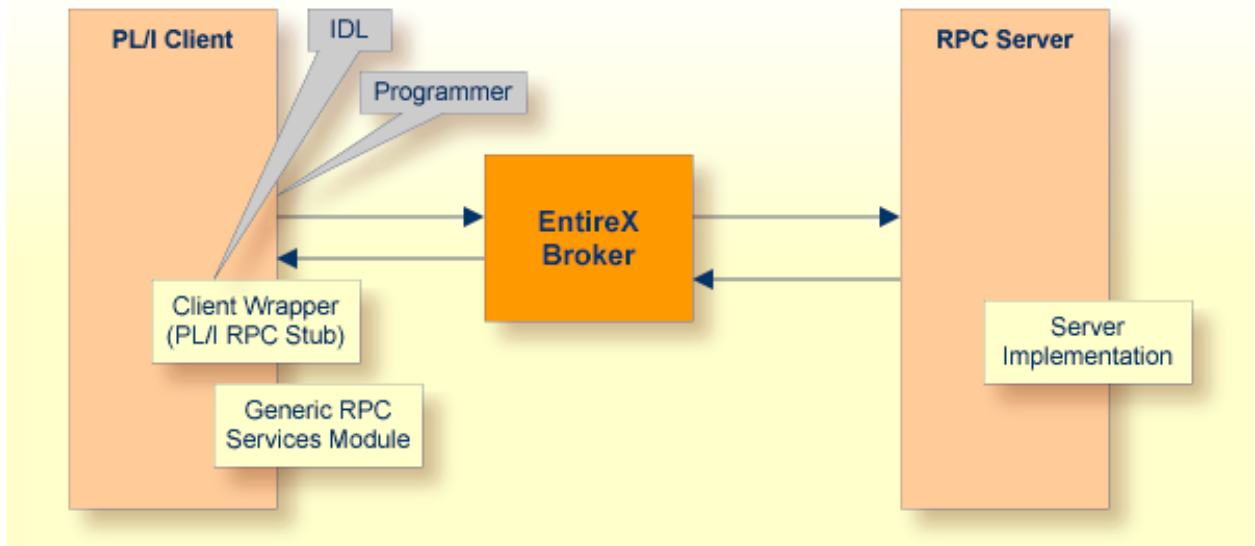 PL/I Client
IDL
Programmer
RPC Server
EntireX
Broker
Client Wrapper
(PL/I RPC Stub)
Generic RPC
Services Module
Server
Implementation